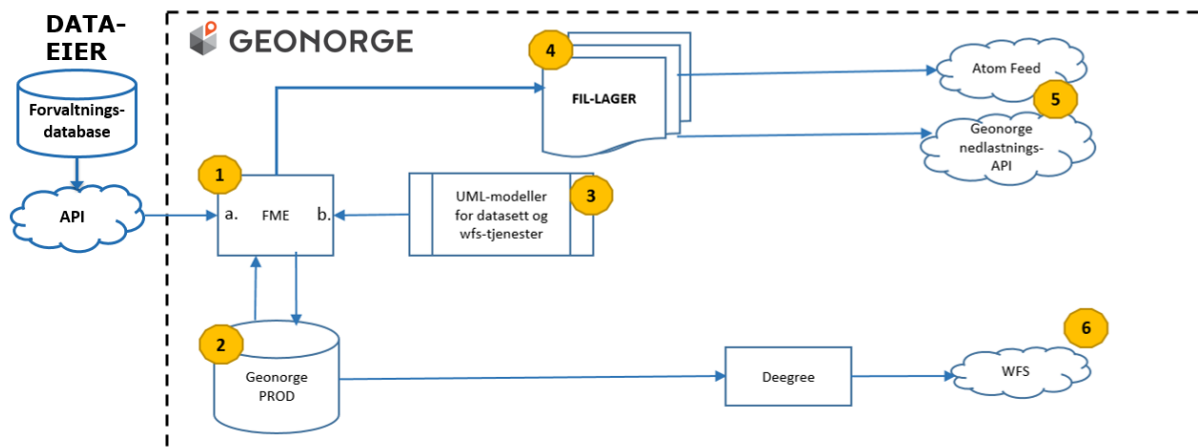 DATA-
EIER
Forvaltnings-
database
API
GEONORGE
1
a.
FME
b.
2
Geonorge
PROD
3
UML-modeller
for datasett og
wfs-tjenester
4
FIL-LAGER
Atom Feed
5
Geonorge
nedlastnings-
API
Deegree
6
WFS